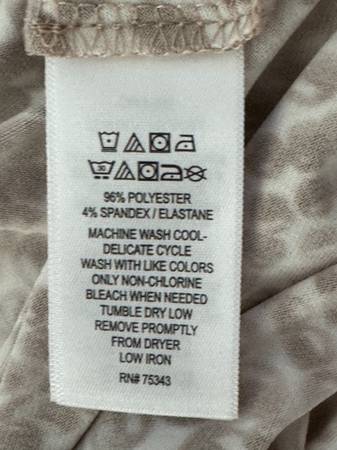 30
96% POLYESTER
4% SPANDEX / ELASTANE
MACHINE WASH COOL-
DELICATE CYCLE
WASH WITH LIKE COLORS
ONLY NON-CHLORINE
BLEACH WHEN NEEDED
TUMBLE DRY LOW
REMOVE PROMPTLY
FROM DRYER
LOW IRON
RN# 75343